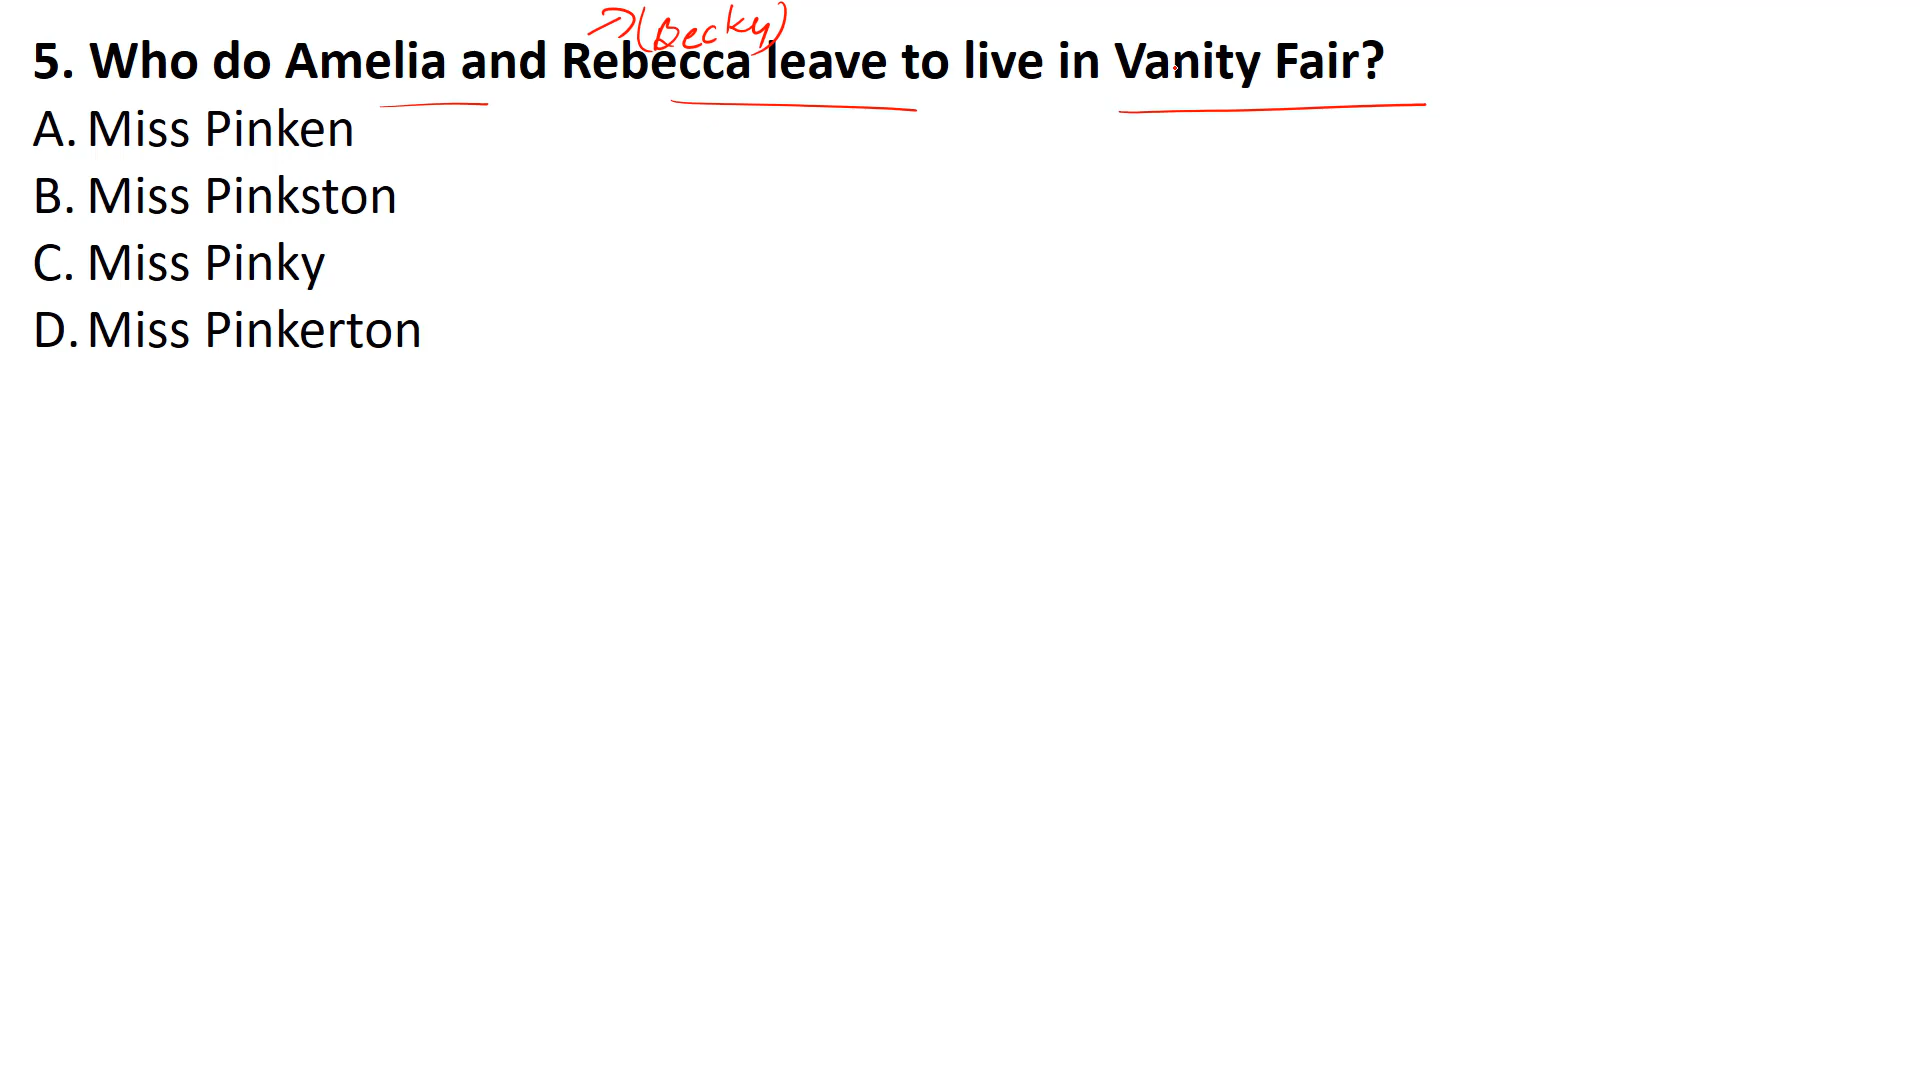 (Becky)
5. Who do Amelia and Rebecca leave to live in Vanity Fair?
A. Miss Pinken
B. Miss Pinkston
C. Miss Pinky
D. Miss Pinkerton